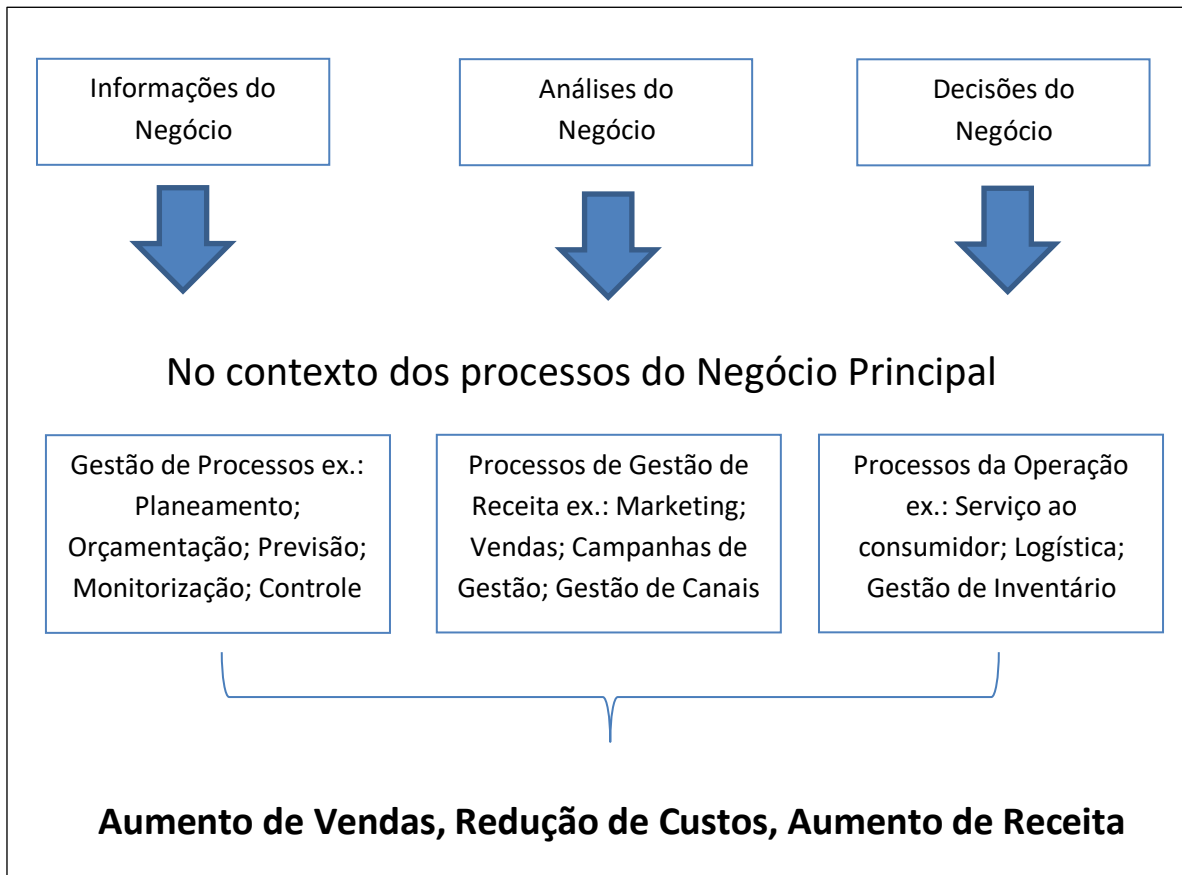 Informações do
Negócio
Análises do
Negócio
Decisões do
Negócio
No contexto dos processos do Negócio Principal
Gestão de Processos ex.:
Planeamento;
Orçamentação; Previsão;
Monitorização; Controle
Processos de Gestão de
Receita ex.: Marketing;
Vendas; Campanhas de
Gestão; Gestão de Canais
Processos da Operação
ex.: Serviço ao
consumidor; Logística;
Gestão de Inventário
Aumento de Vendas, Redução de Custos, Aumento de Receita